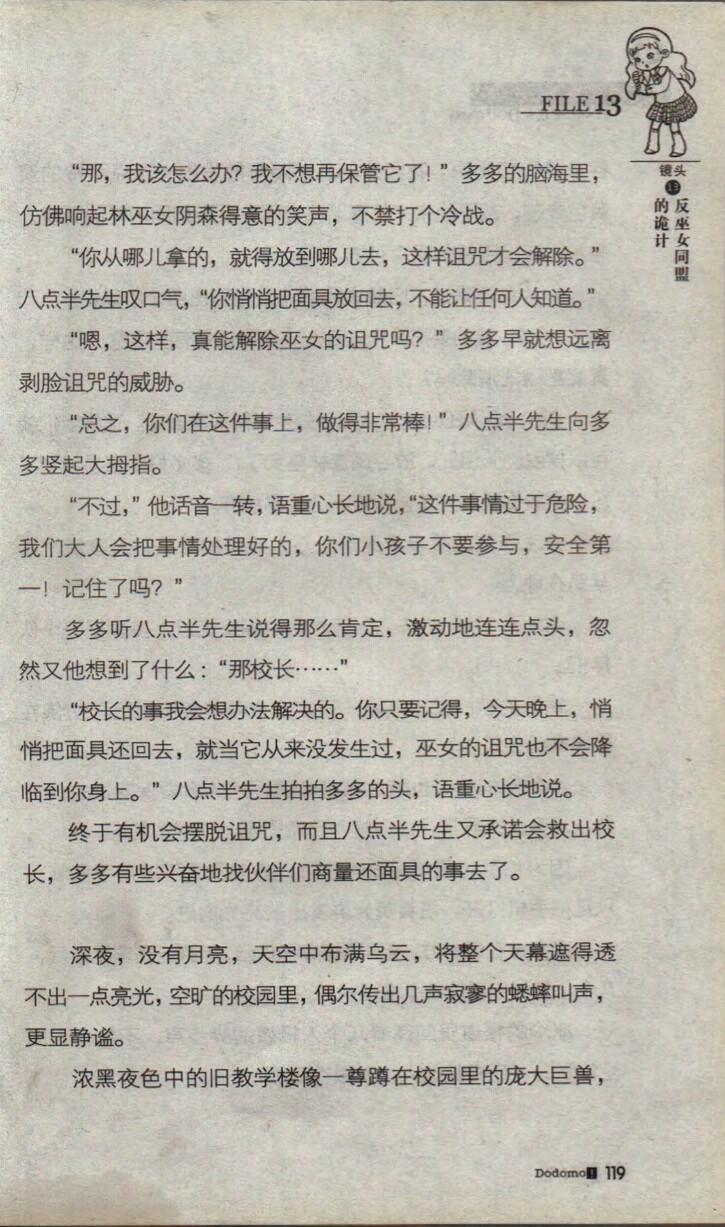 FILE 13
镜头
13
反巫女同盟
的诡计
“那，我该怎么办？我不想再保管它了！”多多的脑海里，
仿佛响起林巫女阴森得意的笑声，不禁打个冷战。
“你从哪儿拿的，就得放到哪儿去，这样诅咒才会解除。”
八点半先生叹口气，“你悄悄把面具放回去，不能让任何人知道。”
“嗯，这样，真能解除巫女的诅咒吗？”多多早就想远离
剥脸诅咒的威胁。
“总之，你们在这件事上，做得非常棒！”八点半先生向多
多竖起大拇指。
“不过，”他话音一转，语重心长地说，“这件事情过于危险，
我们大人会把事情处理好的，你们小孩子不要参与，安全第
一！记住了吗？”
多多听八点半先生说得那么肯定，激动地连连点头，忽
然又他想到了什么：“那校长……”
“校长的事我会想办法解决的。你只要记得，今天晚上，悄
悄把面具还回去，就当它从来没发生过，巫女的诅咒也不会降
临到你身上。”八点半先生拍拍多多的头，语重心长地说。
终于有机会摆脱诅咒，而且八点半先生又承诺会救出校
长，多多有些兴奋地找伙伴们商量还面具的事去了。
深夜，没有月亮，天空中布满乌云，将整个天幕遮得透
不出一点亮光，空旷的校园里，偶尔传出几声寂寥的蟋蟀叫声，
更显静谧。
浓黑夜色中的旧教学楼像一尊蹲在校园里的庞大巨兽，
Dodomo 1 119